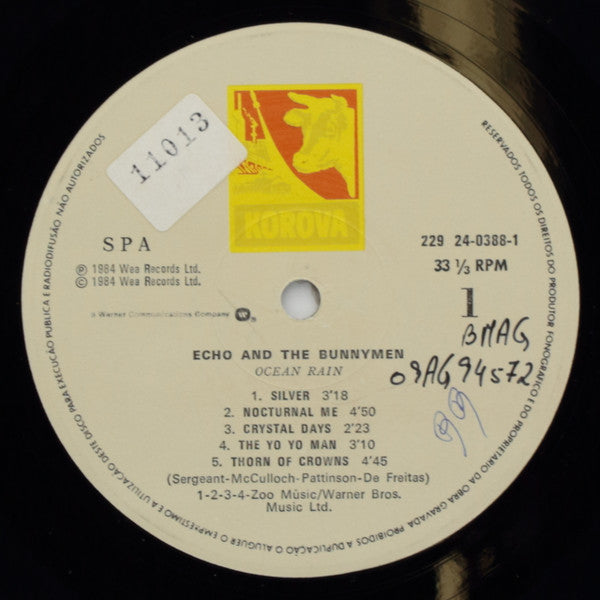 11013
KOROVA
SPA
℗ 1984 Wea Records Ltd.
© 1984 Wea Records Ltd.
a Warner Communications Company
229 24-0388-1
33 ⅓ RPM
1
BMAG
09AG94572
99
ECHO AND THE BUNNYMEN
OCEAN RAIN
1. SILVER 3'18
2. NOCTURNAL ME 4'50
3. CRYSTAL DAYS 2'23
4. THE YO YO MAN 3'10
5. THORN OF CROWNS 4'45
(Sergeant-McCulloch-Pattinson-De Freitas)
1-2-3-4-Zoo Müsic/Warner Bros.
Music Ltd.
RESERVADOS TODOS OS DIREITOS DO PRODUTOR FONOGRÁFICO E DO PROPRIETÁRIO DA OBRA GRAVADA PROIBIDOS A DUPLICAÇÃO O ALUGUER O EMPRÉSTIMO E A UTILIZAÇÃO DESTE DISCO PARA EXECUÇÃO PÚBLICA E RADIODIFUSÃO NÃO AUTORIZADOS